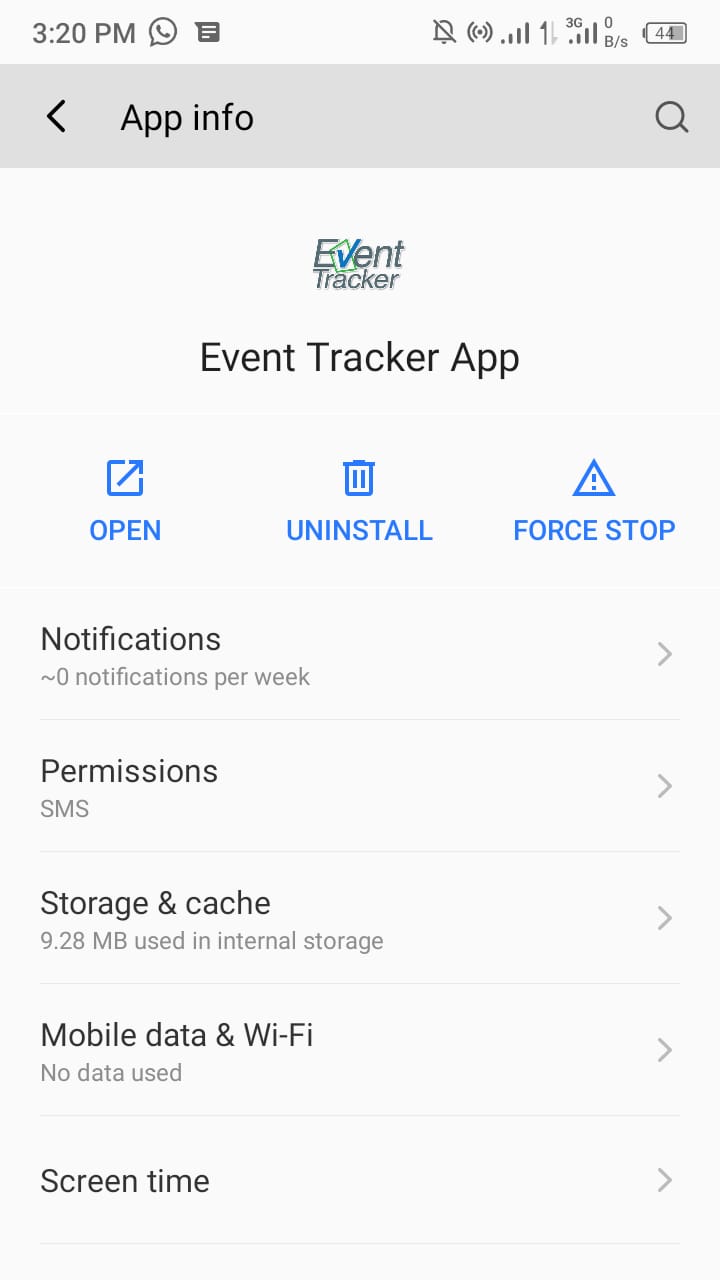 3:20 PM 3G 0 B/s 44
App info
Event
Tracker
Event Tracker App
OPEN UNINSTALL FORCE STOP
Notifications
~0 notifications per week
Permissions
SMS
Storage & cache
9.28 MB used in internal storage
Mobile data & Wi-Fi
No data used
Screen time